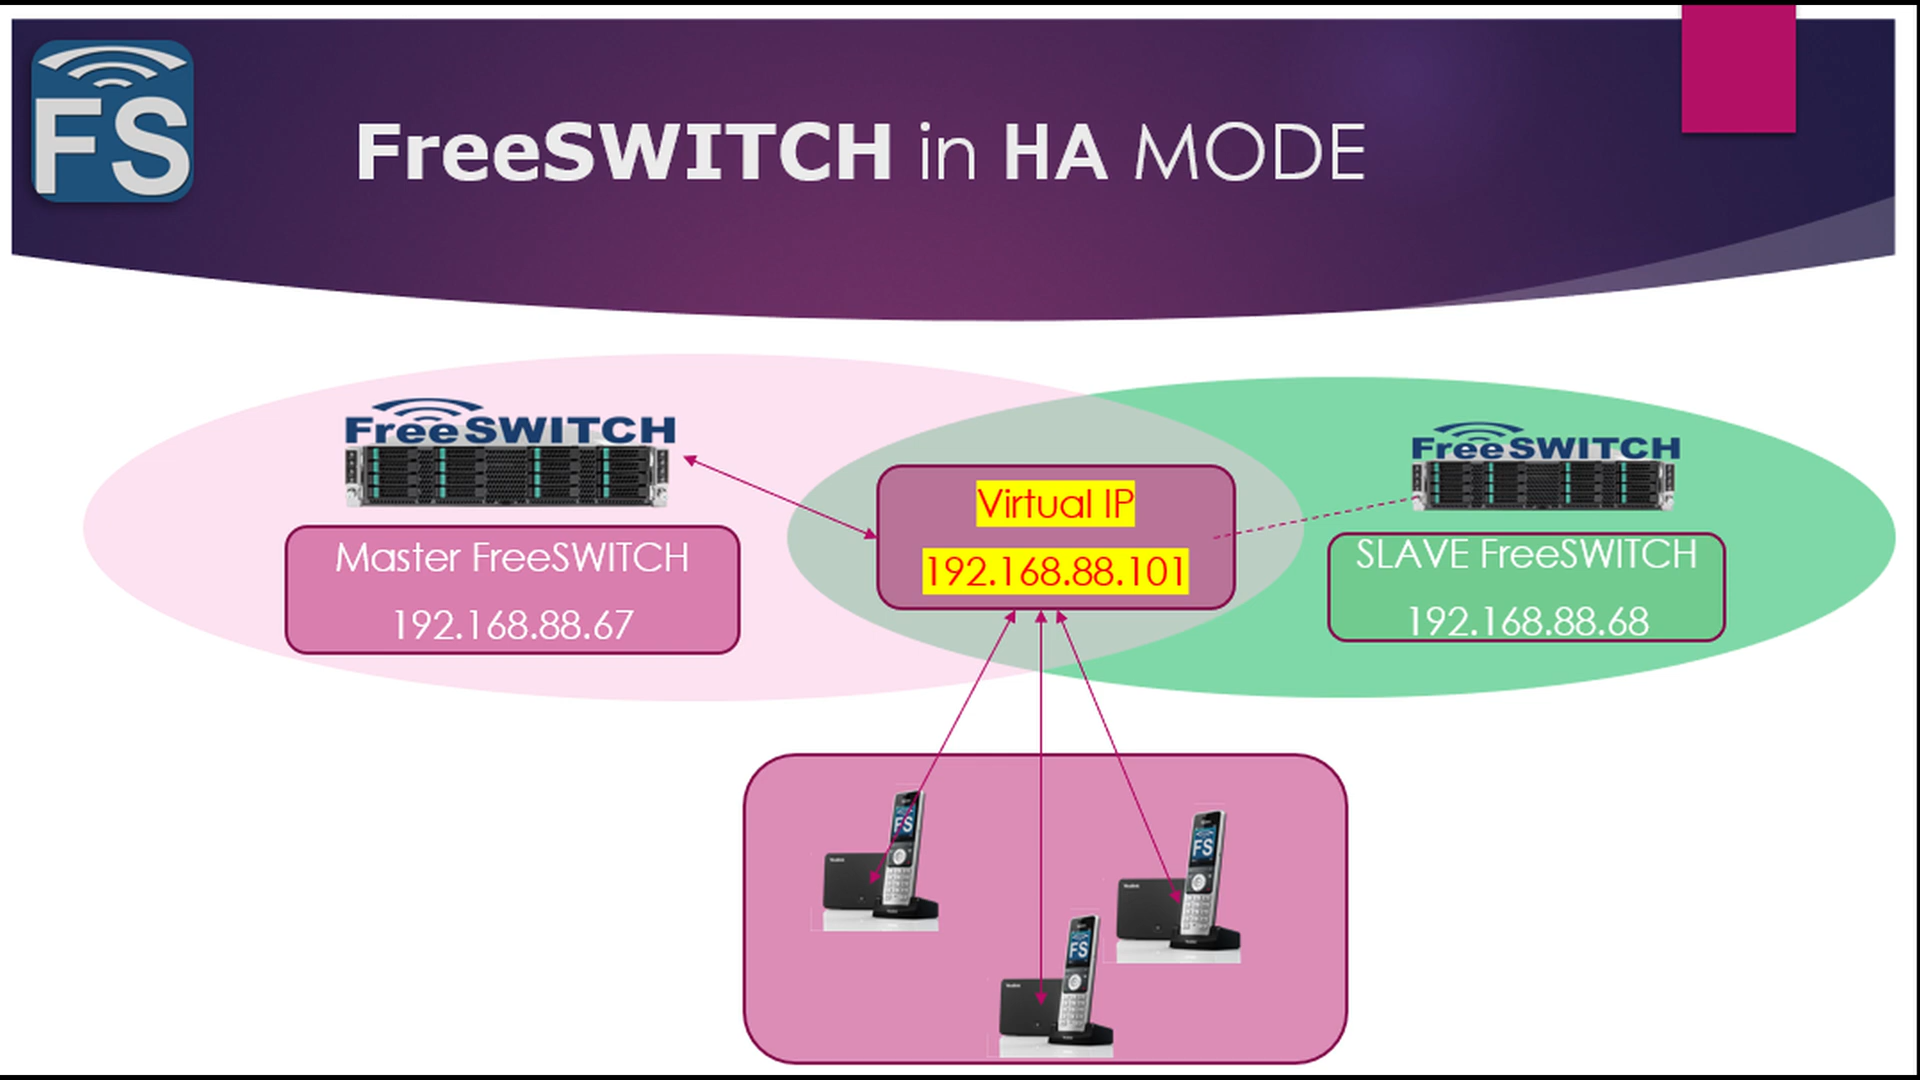 FS
FreeSWITCH in HA MODE
FreeSWITCH
Master FreeSWITCH
192.168.88.67
Virtual IP
192.168.88.101
FreeSWITCH
SLAVE FreeSWITCH
192.168.88.68
FS
FS
FS